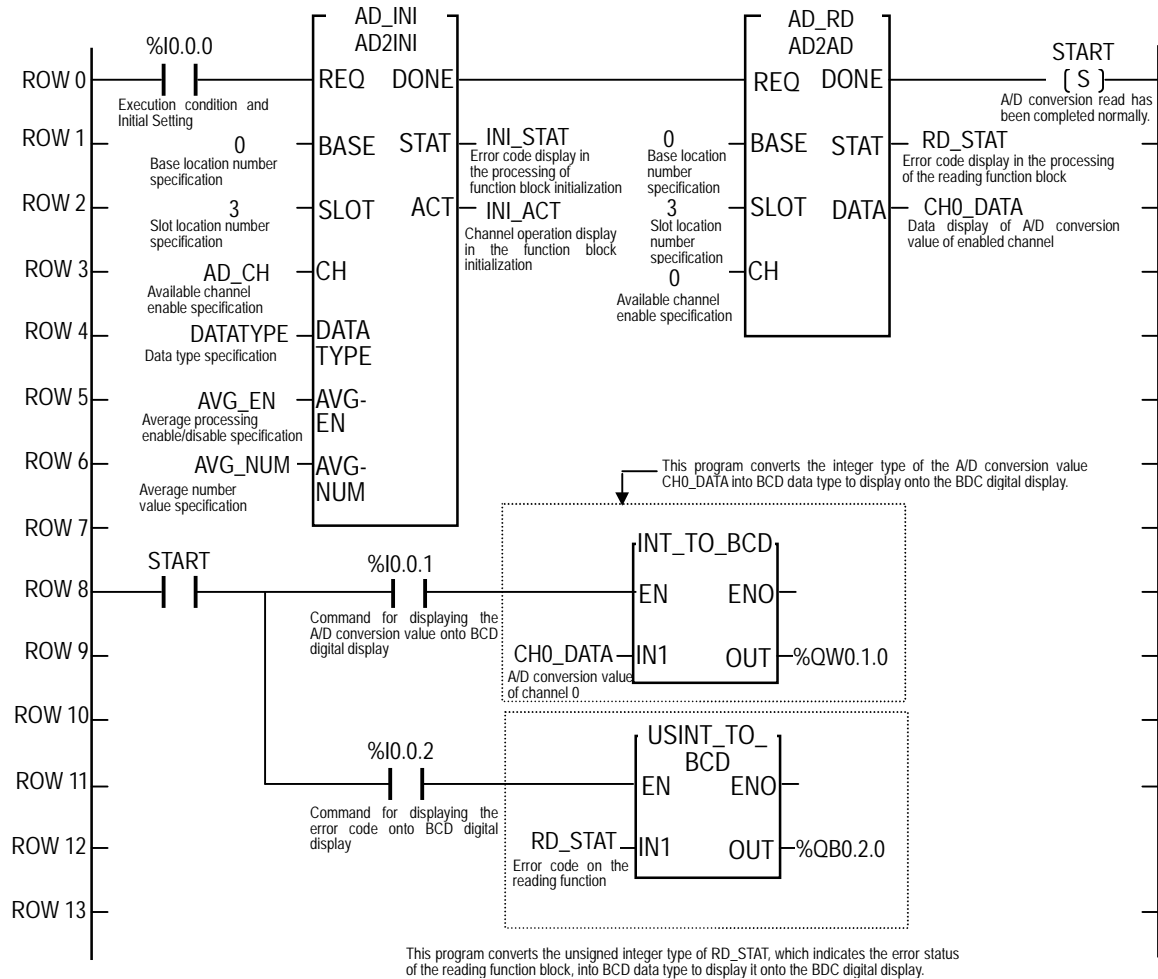 AD_INI
AD2INI
AD_RD
AD2AD
%I0.0.0
START
ROW 0
REQ DONE
REQ DONE
( S )
Execution condition and
Initial Setting
A/D conversion read has
been completed normally.
ROW 1
0
BASE STAT
INI_STAT
0
BASE STAT
RD_STAT
Base location number
specification
Error code display in
the processing of
function block initialization
Base location
number
specification
Error code display in the processing
of the reading function block
ROW 2
3
SLOT ACT
INI_ACT
3
SLOT DATA
CH0_DATA
Slot location number
specification
Channel operation display
in the function block
initialization
Slot location
number
specification
Data display of A/D conversion
value of enabled channel
ROW 3
AD_CH
CH
0
CH
Available channel
enable specification
Available channel
enable specification
ROW 4
DATATYPE
DATA
TYPE
Data type specification
ROW 5
AVG_EN
AVG-
EN
Average processing
enable/disable specification
ROW 6
AVG_NUM
AVG-
NUM
Average number
value specification
This program converts the integer type of the A/D conversion value
CH0_DATA into BCD data type to display onto the BDC digital display.
ROW 7
START
%I0.0.1
INT_TO_BCD
ROW 8
EN ENO
Command for displaying the
A/D conversion value onto BCD
digital display
ROW 9
CH0_DATA
IN1 OUT
%QW0.1.0
A/D conversion value
of channel 0
ROW 10
%I0.0.2
USINT_TO_
BCD
ROW 11
EN ENO
Command for displaying the
error code onto BCD digital
display
ROW 12
RD_STAT
IN1 OUT
%QB0.2.0
Error code on the
reading function
ROW 13
This program converts the unsigned integer type of RD_STAT, which indicates the error status
of the reading function block, into BCD data type to display it onto the BDC digital display.